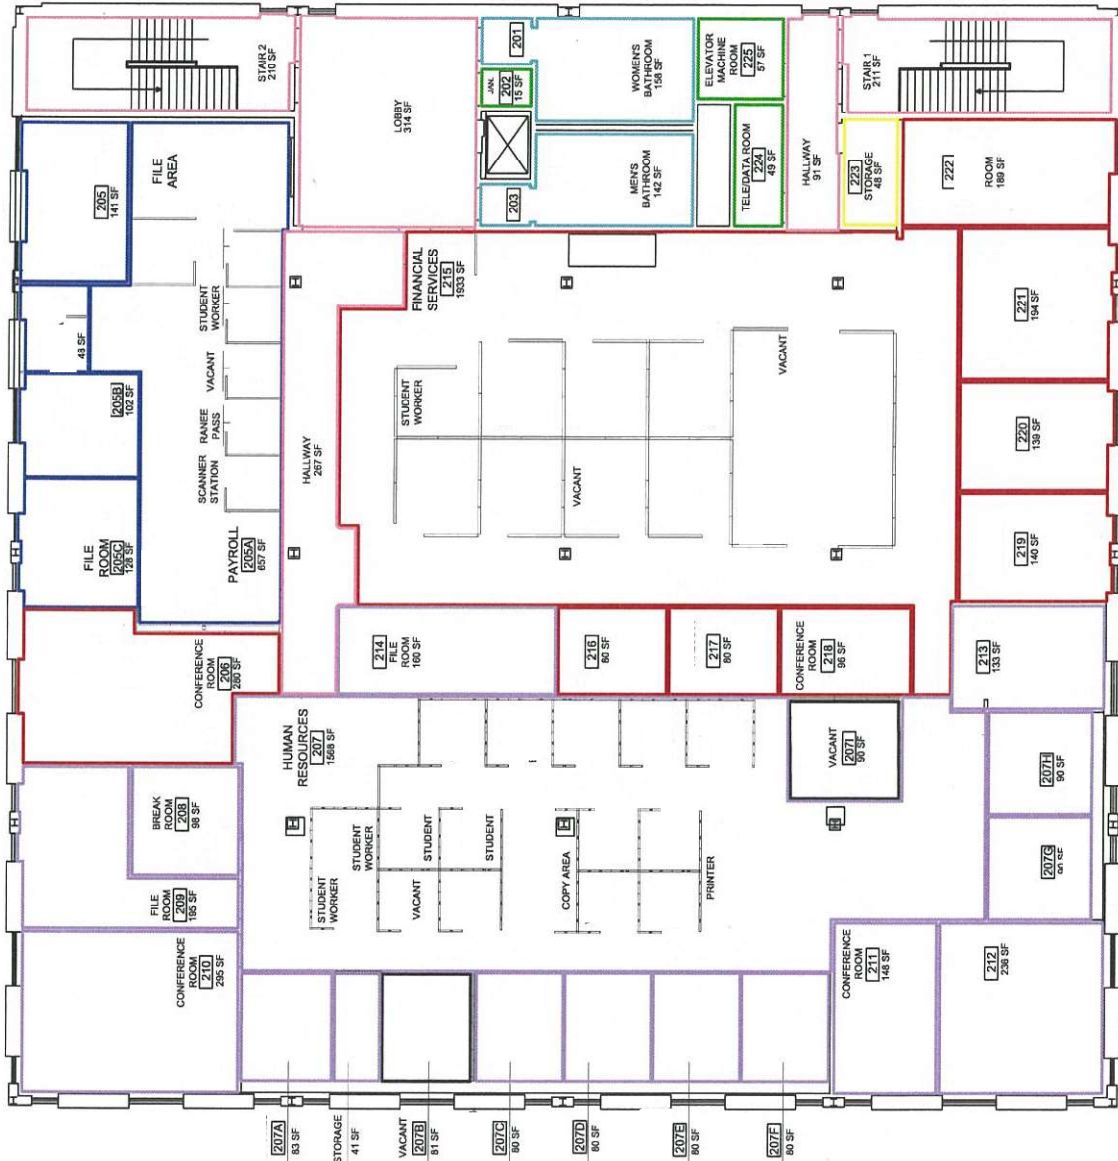 STAIR 2
210 SF
LOBBY
314 SF
201
JAN.
202
15 SF
203
WOMEN'S
BATHROOM
158 SF
MEN'S
BATHROOM
142 SF
ELEVATOR
MACHINE
ROOM
225
57 SF
TELE/DATA ROOM
224
49 SF
HALLWAY
91 SF
STAIR 1
211 SF
223
STORAGE
48 SF
222
ROOM
189 SF
205
141 SF
FILE
AREA
48 SF
STUDENT
WORKER
VACANT
RANEE
PASS
SCANNER
STATION
205B
102 SF
FILE
ROOM
205C
128 SF
PAYROLL
205A
657 SF
HALLWAY
267 SF
FINANCIAL
SERVICES
215
1933 SF
STUDENT
WORKER
VACANT
VACANT
221
194 SF
220
139 SF
219
140 SF
CONFERENCE
ROOM
206
280 SF
214
FILE
ROOM
160 SF
216
80 SF
217
80 SF
CONFERENCE
ROOM
218
96 SF
213
133 SF
HUMAN
RESOURCES
207
1568 SF
VACANT
207I
90 SF
207H
90 SF
207G
90 SF
BREAK
ROOM
208
98 SF
FILE
ROOM
209
195 SF
STUDENT
WORKER
STUDENT
WORKER
VACANT
STUDENT
STUDENT
COPY AREA
PRINTER
CONFERENCE
ROOM
210
295 SF
CONFERENCE
ROOM
211
148 SF
212
236 SF
207A
83 SF
STORAGE
41 SF
VACANT
207B
81 SF
207C
80 SF
207D
80 SF
207E
80 SF
207F
80 SF